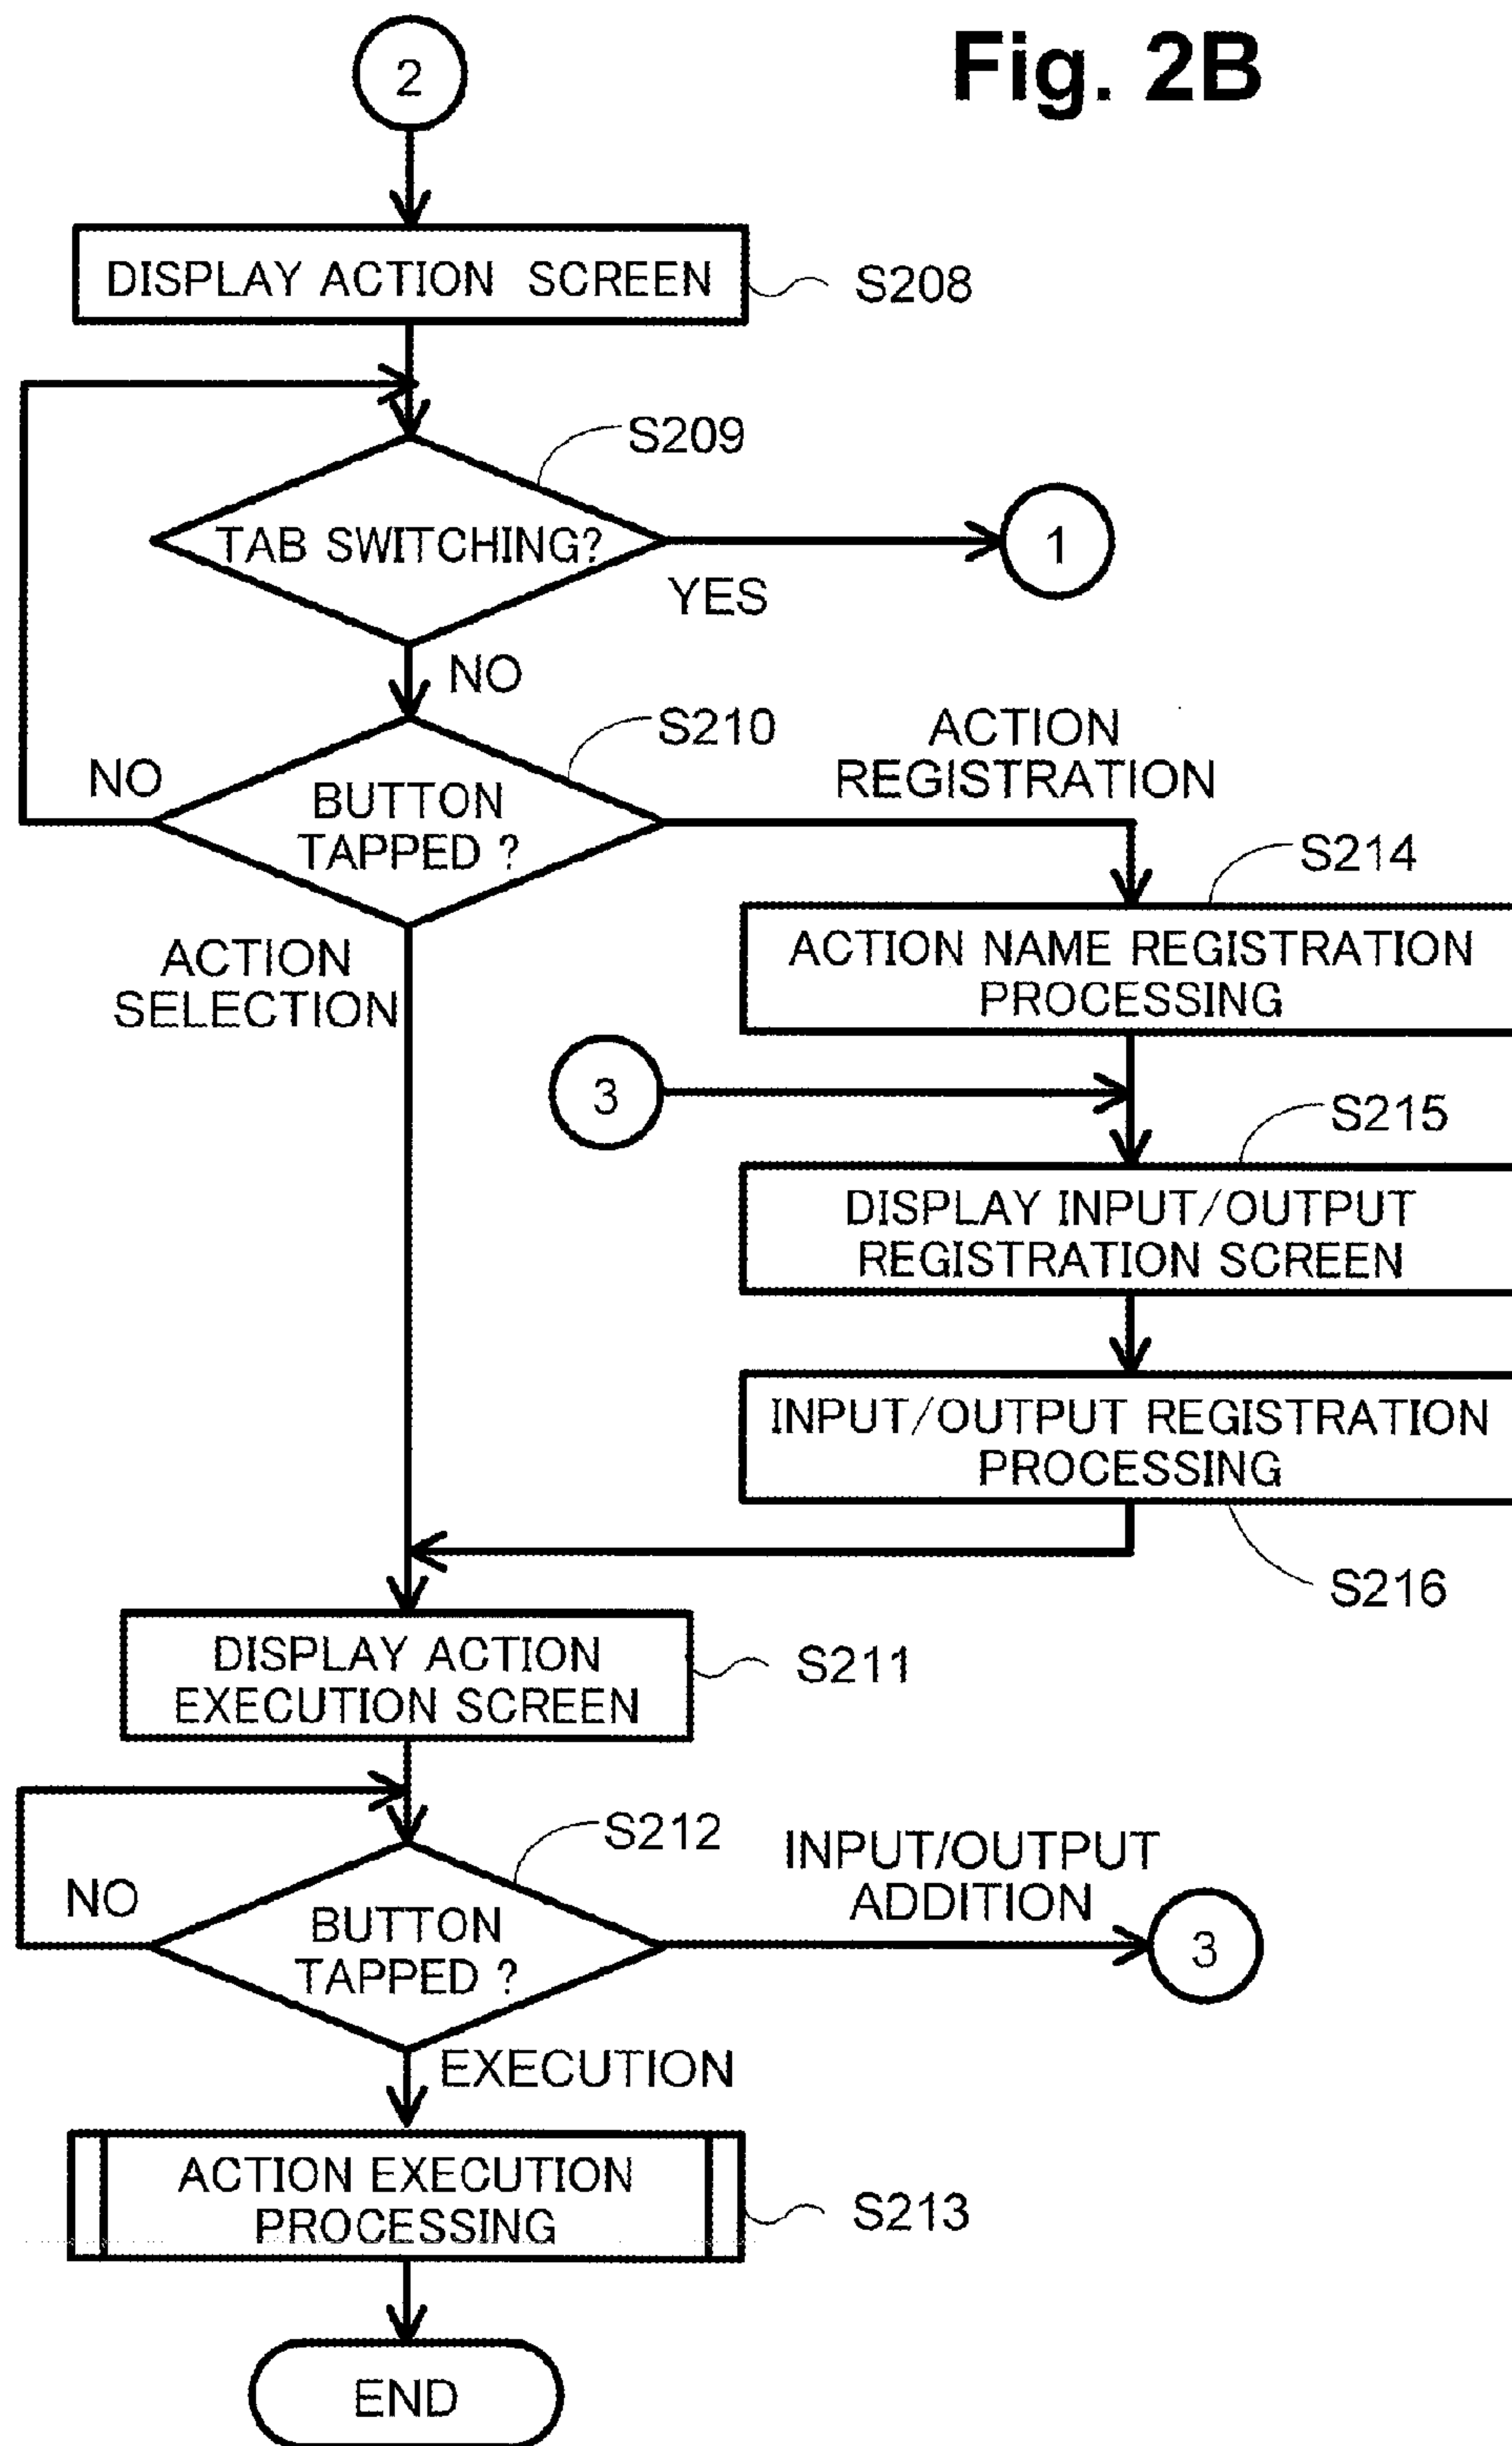 Fig. 2B
2
DISPLAY ACTION SCREEN
S208
S209
TAB SWITCHING?
YES
1
NO
S210
NO
BUTTON
TAPPED ?
ACTION
REGISTRATION
S214
ACTION NAME REGISTRATION
PROCESSING
ACTION
SELECTION
3
S215
DISPLAY INPUT/OUTPUT
REGISTRATION SCREEN
INPUT/OUTPUT REGISTRATION
PROCESSING
S216
DISPLAY ACTION
EXECUTION SCREEN
S211
S212
NO
BUTTON
TAPPED ?
INPUT/OUTPUT
ADDITION
3
EXECUTION
ACTION EXECUTION
PROCESSING
S213
END